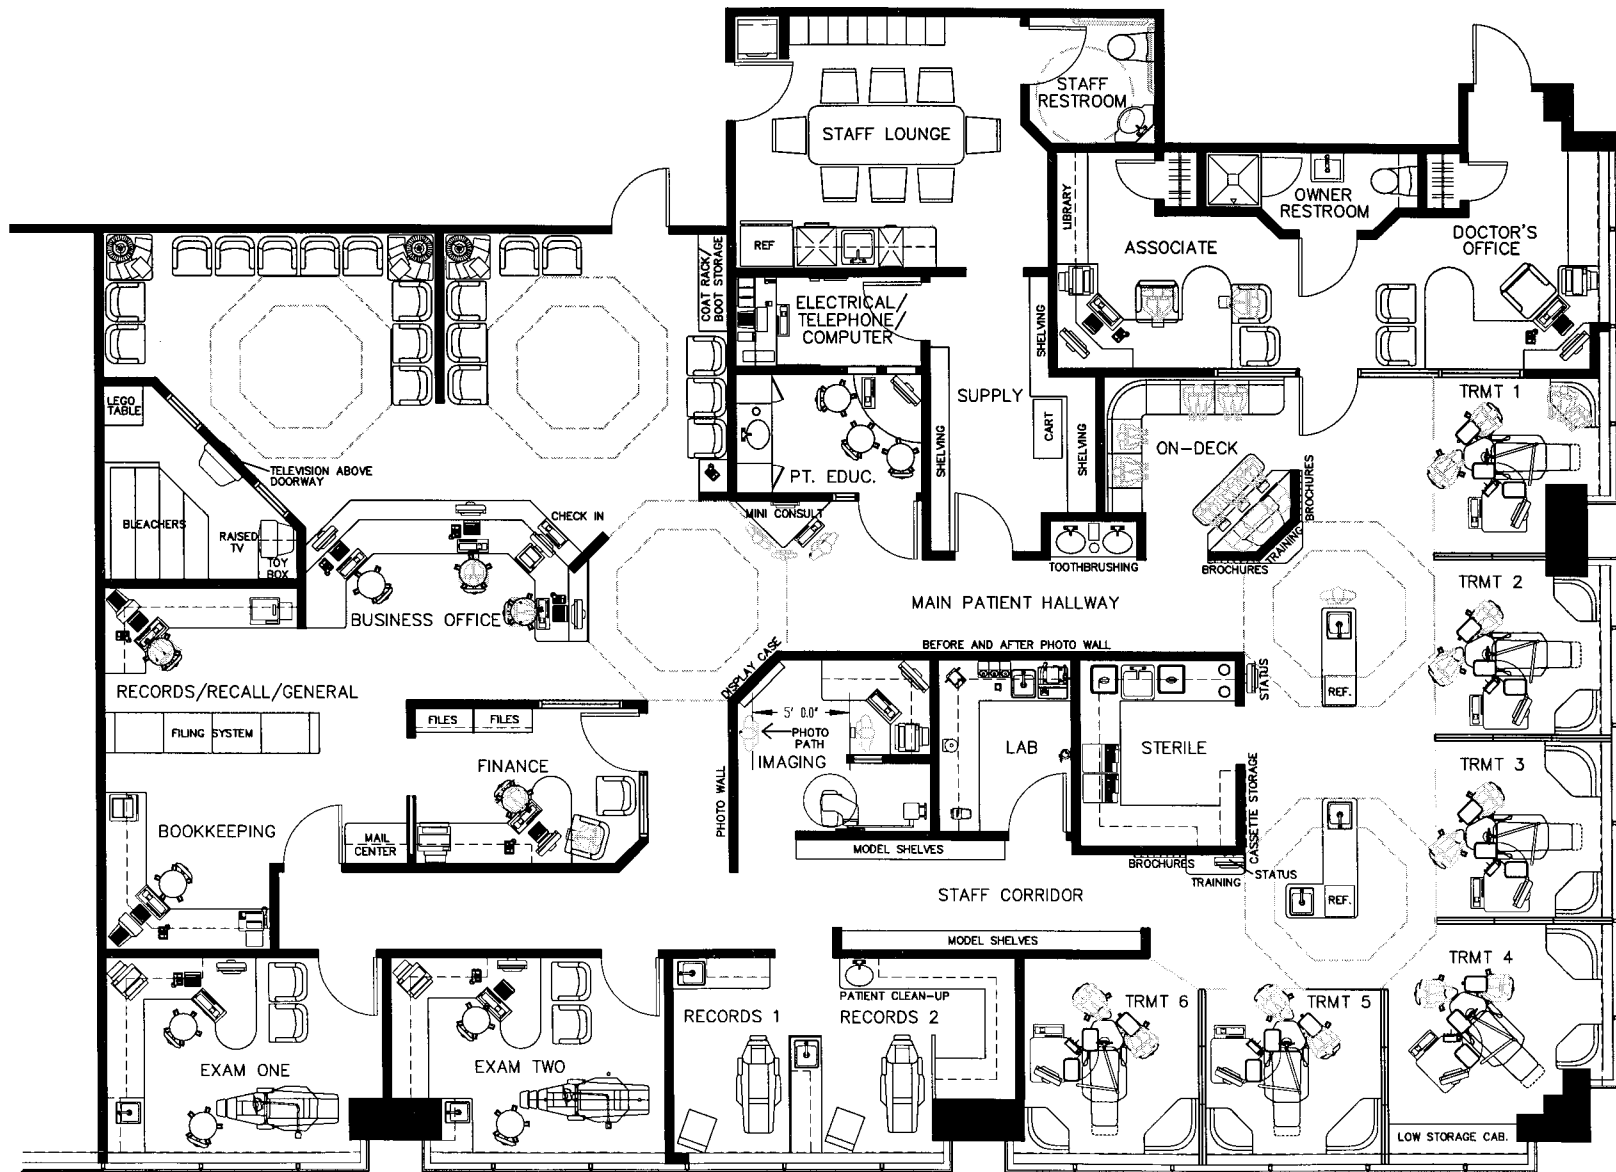 STAFF
RESTROOM
STAFF LOUNGE
REF
LIBRARY
OWNER
RESTROOM
ASSOCIATE
DOCTOR'S
OFFICE
COAT RACK/
BOOT STORAGE
ELECTRICAL/
TELEPHONE/
COMPUTER
SHELVING
SUPPLY
CART
SHELVING
SHELVING
PT. EDUC.
ON-DECK
BROCHURES
TRAINING
BROCHURES
TRMT 1
LEGO
TABLE
TELEVISION ABOVE
DOORWAY
BLEACHERS
RAISED
TV
TOY
BOX
CHECK IN
MINI CONSULT
TOOTHBRUSHING
BUSINESS OFFICE
MAIN PATIENT HALLWAY
BEFORE AND AFTER PHOTO WALL
TRMT 2
DISPLAY CASE
STATUS
REF.
RECORDS/RECALL/GENERAL
FILING SYSTEM
FILES
FILES
FINANCE
5' 0.0"
PHOTO
PATH
IMAGING
LAB
STERILE
CASSETTE STORAGE
TRMT 3
PHOTO WALL
BOOKKEEPING
MAIL
CENTER
MODEL SHELVES
BROCHURES
TRAINING
STATUS
STAFF CORRIDOR
REF.
MODEL SHELVES
TRMT 4
PATIENT CLEAN-UP
RECORDS 1
RECORDS 2
TRMT 6
TRMT 5
EXAM ONE
EXAM TWO
LOW STORAGE CAB.